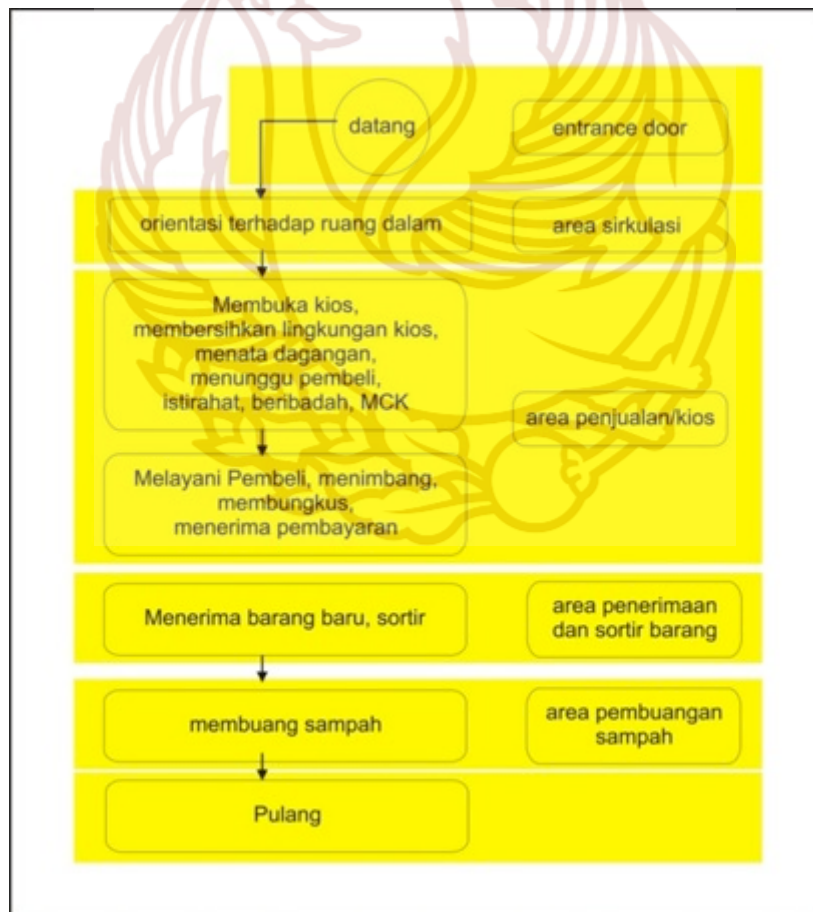 datang
entrance door
orientasi terhadap ruang dalam
area sirkulasi
Membuka kios,
membersihkan lingkungan kios,
menata dagangan,
menunggu pembeli,
istirahat, beribadah, MCK
area penjualan/kios
Melayani Pembeli, menimbang,
membungkus,
menerima pembayaran
Menerima barang baru, sortir
area penerimaan
dan sortir barang
membuang sampah
area pembuangan
sampah
Pulang